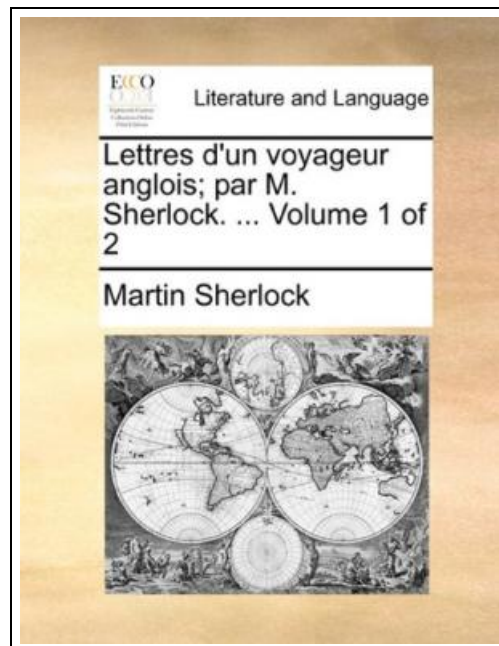 ECCO
Literature and Language
Lettres d'un voyageur
anglois; par M.
Sherlock. ... Volume 1 of
2
Martin Sherlock